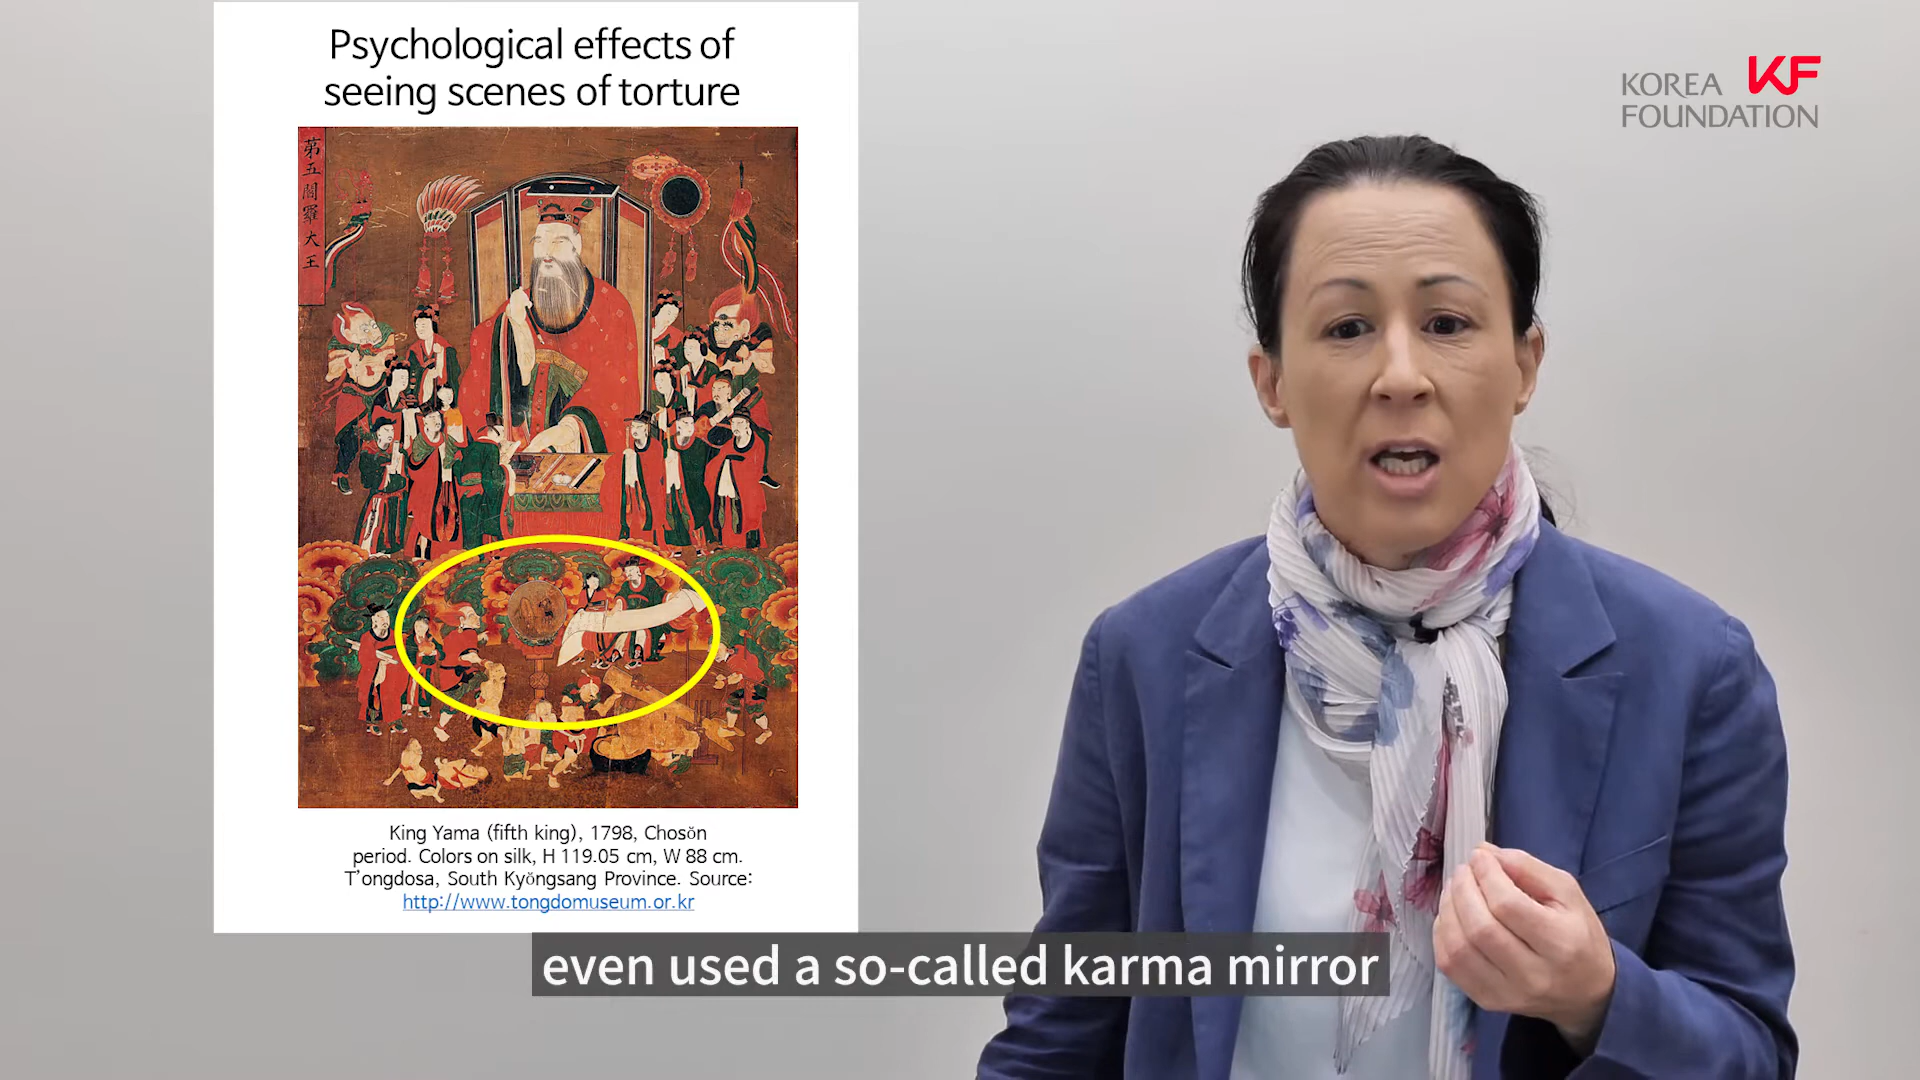 Psychological effects of
seeing scenes of torture
第五閻羅大王
King Yama (fifth king), 1798, Chosŏn
period. Colors on silk, H 119.05 cm, W 88 cm.
T’ongdosa, South Kyŏngsang Province. Source:
http://www.tongdomuseum.or.kr
KOREA KF
FOUNDATION
even used a so-called karma mirror